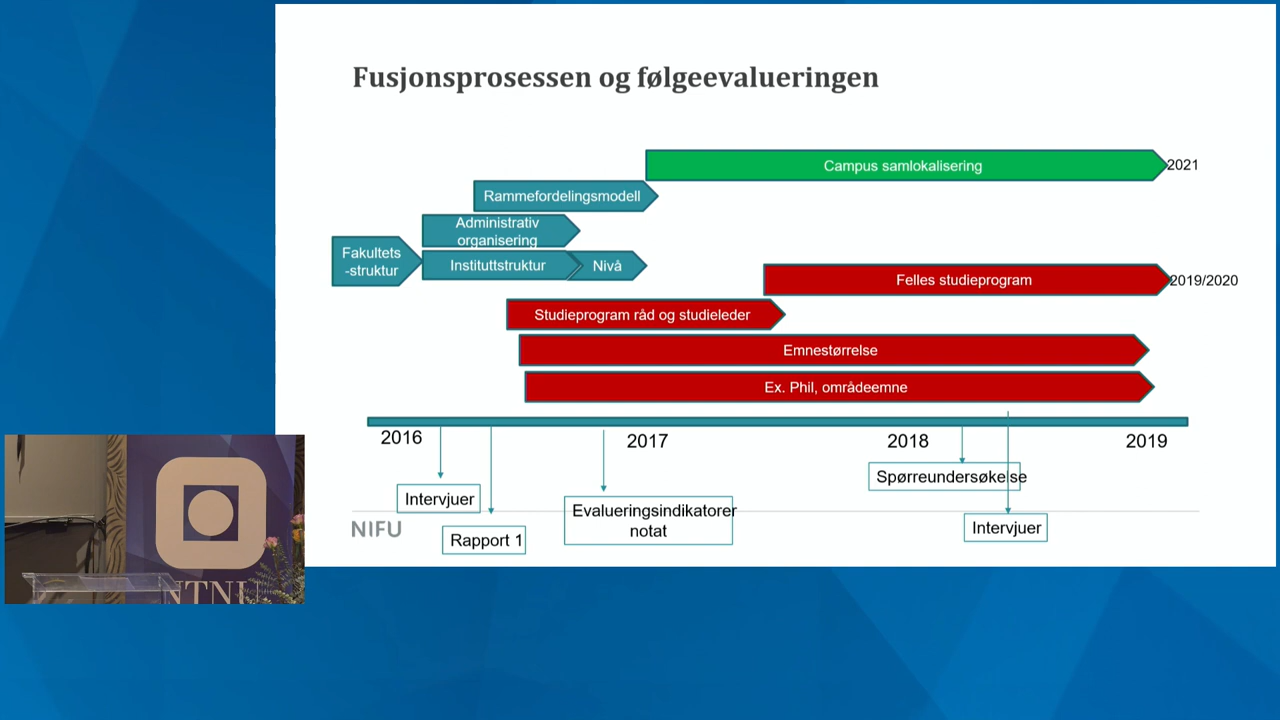 Fusjonsprosessen og følgeevalueringen
Campus samlokalisering
2021
Rammefordelingsmodell
Administrativ
organisering
Fakultets
-struktur
Instituttstruktur
Nivå
Felles studieprogram
2019/2020
Studieprogram råd og studieleder
Emnestørrelse
Ex. Phil, områdeemne
2016
2017
2018
2019
Intervjuer
Rapport 1
Evalueringsindikatorer
notat
Spørreundersøkelse
Intervjuer
NIFU
NTNU